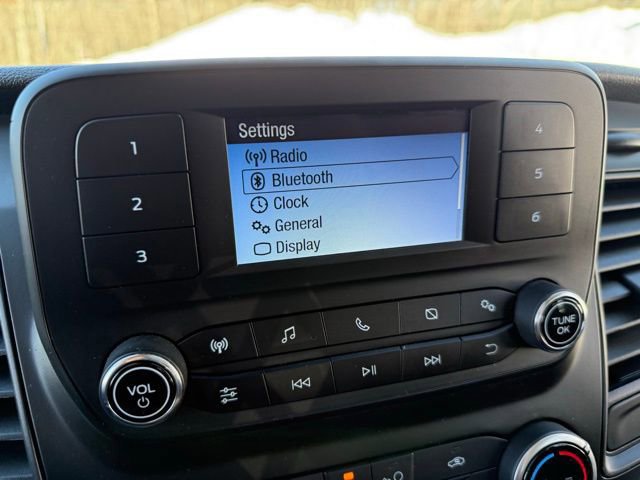 Settings
Radio
Bluetooth
Clock
General
Display
1
2
3
4
5
6
VOL
TUNE
OK